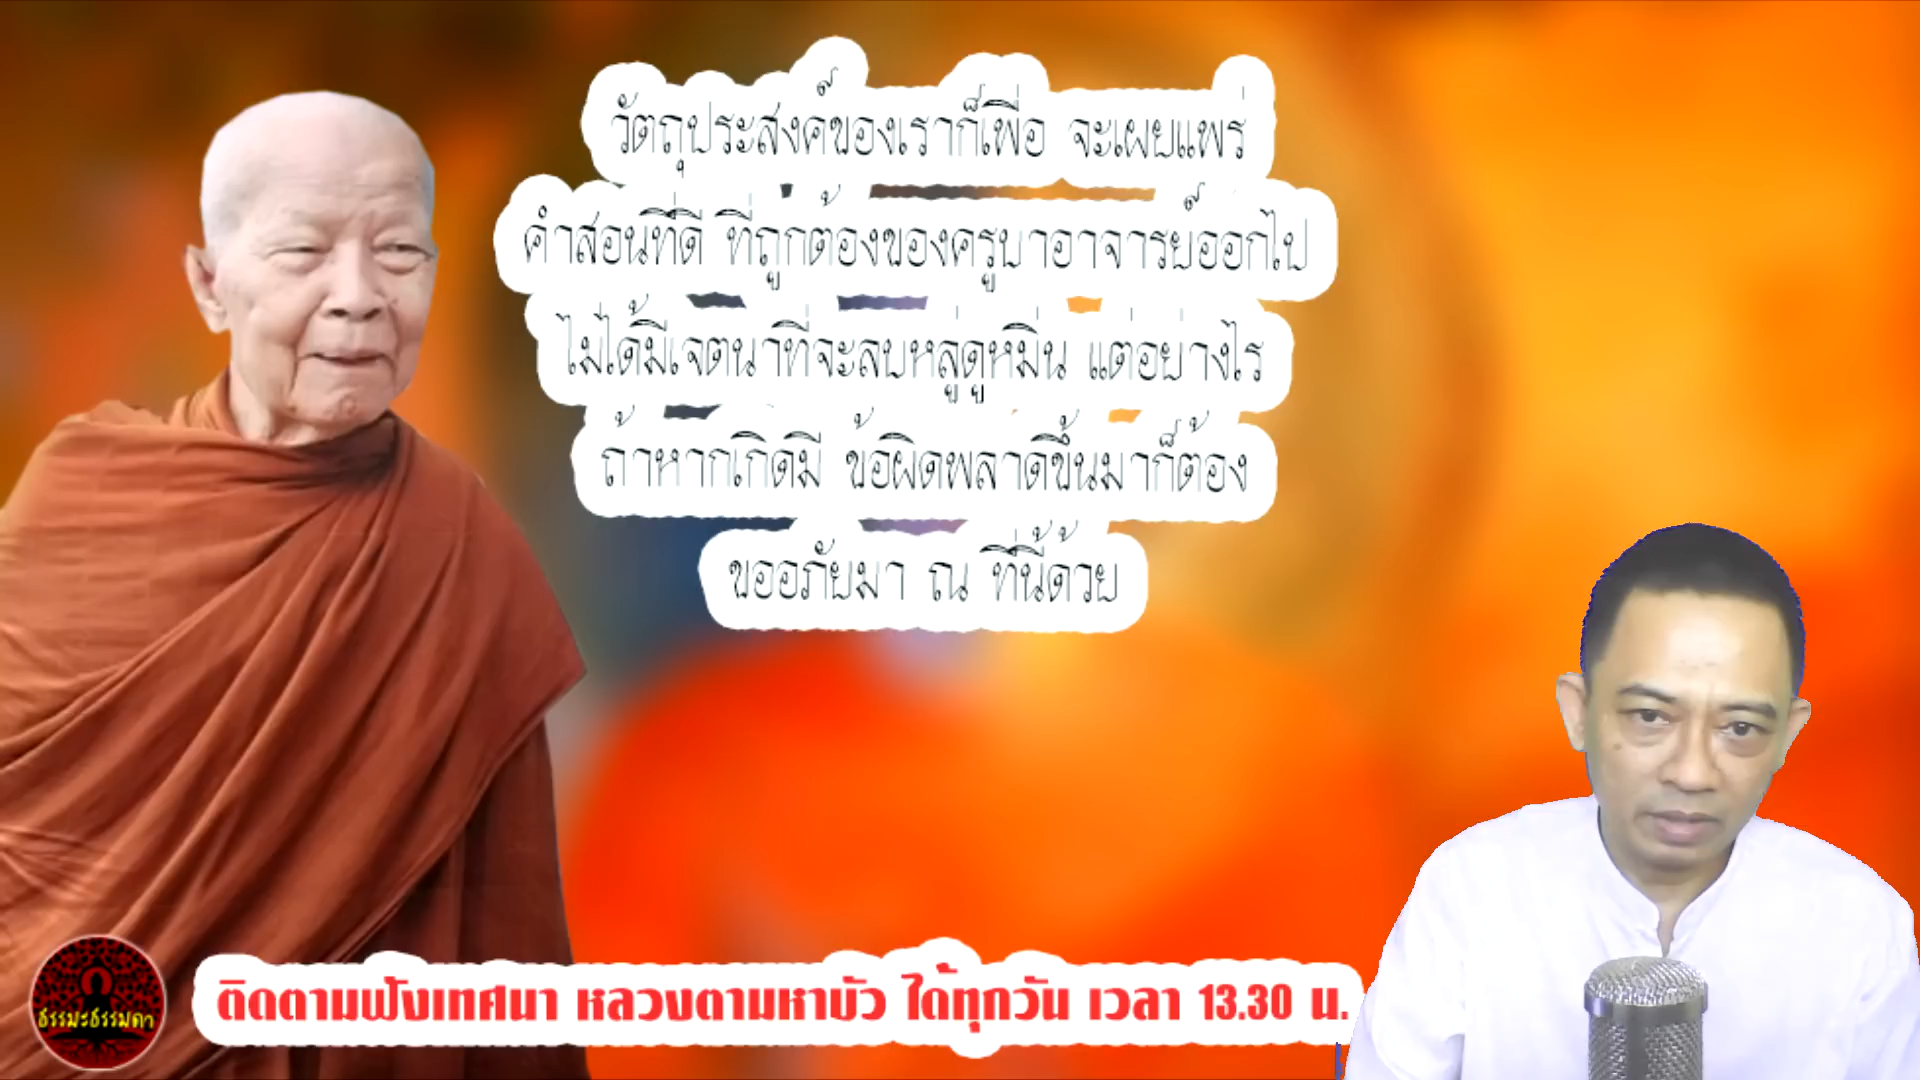 วัตถุประสงค์ของเราก็เพื่อ จะเผยแพร่
คำสอนที่ดี ที่ถูกต้องของครูบาอาจารย์ออกไป
ไม่ได้มีเจตนาที่จะลบหลู่ดูหมิ่น แต่อย่างไร
ถ้าหากเกิดมี ข้อผิดพลาดขึ้นมาก็ต้อง
ขออภัยมา ณ ที่นี้ด้วย
ติดตามฟังเทศนา หลวงตามหาบัว ได้ทุกวัน เวลา 13.30 น.
ธรรมะธรรมดา